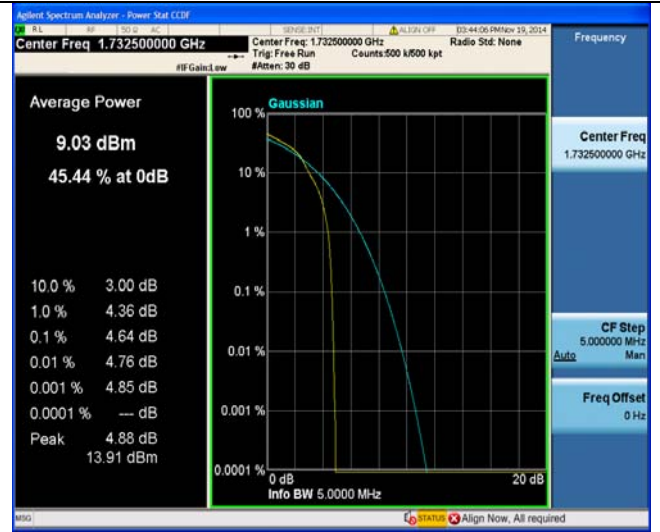 Agilent Spectrum Analyzer - Power Stat CCDF
RL RF 50 Ω AC SENSE:INT ALIGN OFF 03:44:06 PM Nov 19, 2014
Center Freq 1.732500000 GHz
Center Freq: 1.732500000 GHz Radio Std: None
Trig: Free Run Counts:500 k/500 kpt
#IFGain:Low #Atten: 30 dB
Frequency
Average Power
9.03 dBm
45.44 % at 0dB
10.0 % 3.00 dB
1.0 % 4.36 dB
0.1 % 4.64 dB
0.01 % 4.76 dB
0.001 % 4.85 dB
0.0001 % --- dB
Peak 4.88 dB
13.91 dBm
Gaussian
100 %
10 %
1 %
0.1 %
0.01 %
0.001 %
0.0001 %
0 dB 20 dB
Info BW 5.0000 MHz
Center Freq
1.732500000 GHz
CF Step
5.000000 MHz
Auto Man
Freq Offset
0 Hz
MSG STATUS Align Now, All required